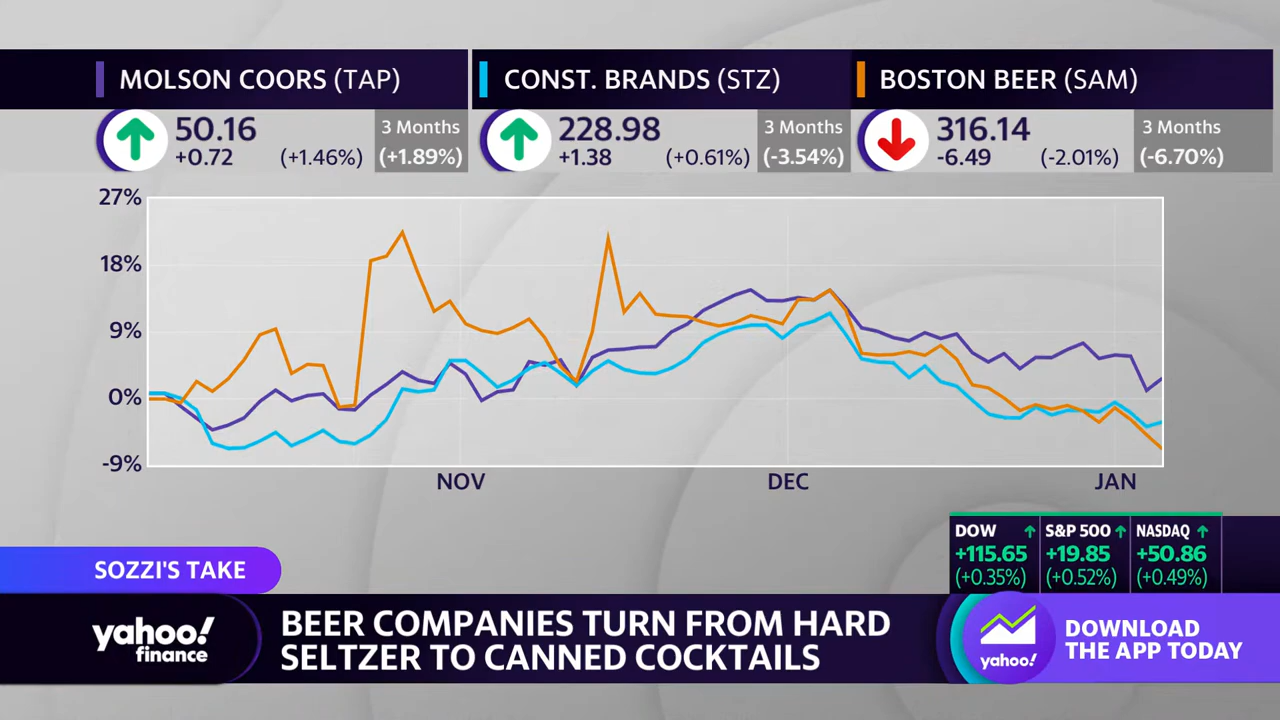 MOLSON COORS (TAP)
50.16
+0.72 (+1.46%)
3 Months
(+1.89%)
CONST. BRANDS (STZ)
228.98
+1.38 (+0.61%)
3 Months
(-3.54%)
BOSTON BEER (SAM)
316.14
-6.49 (-2.01%)
3 Months
(-6.70%)
27%
18%
9%
0%
-9%
NOV DEC JAN
DOW
+115.65
(+0.35%)
S&P 500
+19.85
(+0.52%)
NASDAQ
+50.86
(+0.49%)
SOZZI'S TAKE
yahoo!
finance
BEER COMPANIES TURN FROM HARD
SELTZER TO CANNED COCKTAILS
yahoo!
DOWNLOAD
THE APP TODAY